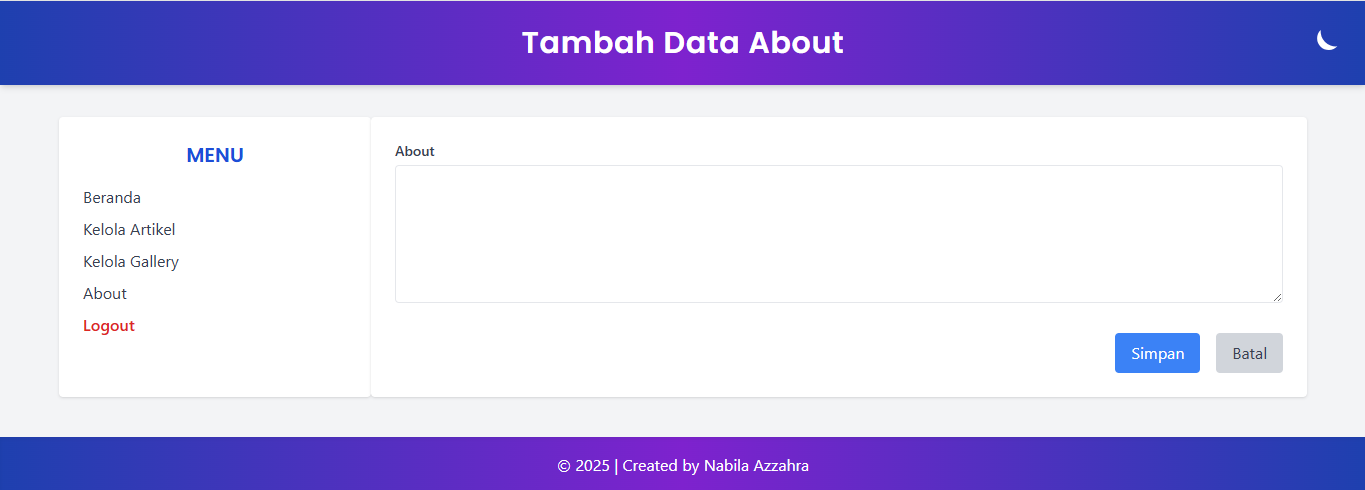 Tambah Data About
MENU
Beranda
Kelola Artikel
Kelola Gallery
About
Logout
About
Simpan
Batal
© 2025 | Created by Nabila Azzahra